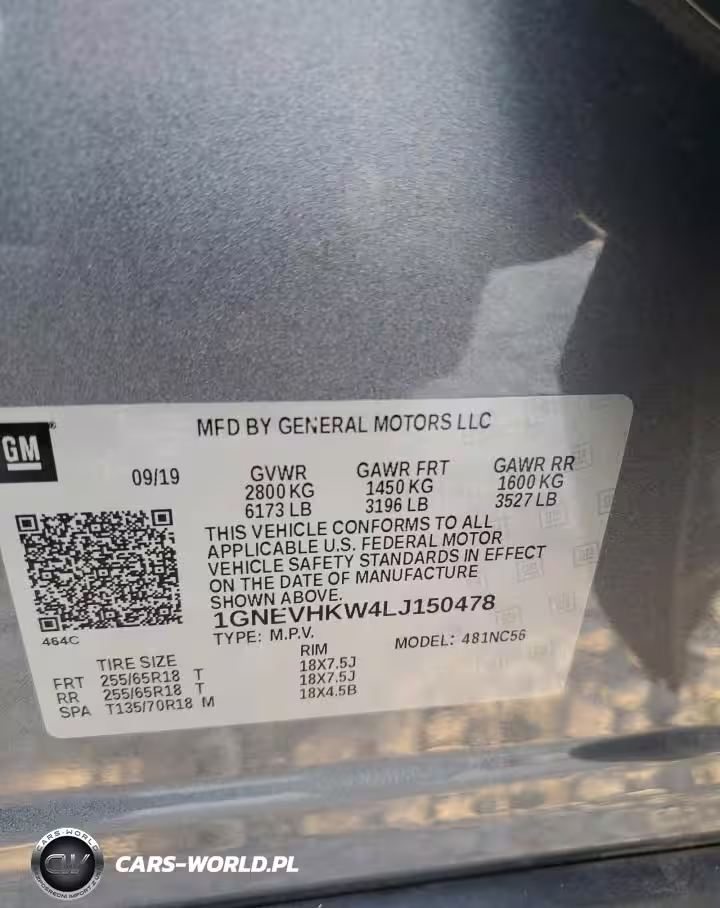 GM
MFD BY GENERAL MOTORS LLC
09/19
GVWR GAWR FRT GAWR RR
2800 KG 1450 KG 1600 KG
6173 LB 3196 LB 3527 LB
THIS VEHICLE CONFORMS TO ALL
APPLICABLE U.S. FEDERAL MOTOR
VEHICLE SAFETY STANDARDS IN EFFECT
ON THE DATE OF MANUFACTURE
SHOWN ABOVE.
1GNEVHKW4LJ150478
464C
TYPE: M.P.V. MODEL: 481NC56
TIRE SIZE RIM
FRT 255/65R18 T 18X7.5J
RR 255/65R18 T 18X7.5J
SPA T135/70R18 M 18X4.5B
CARS-WORLD
CW
CARS-WORLD.PL